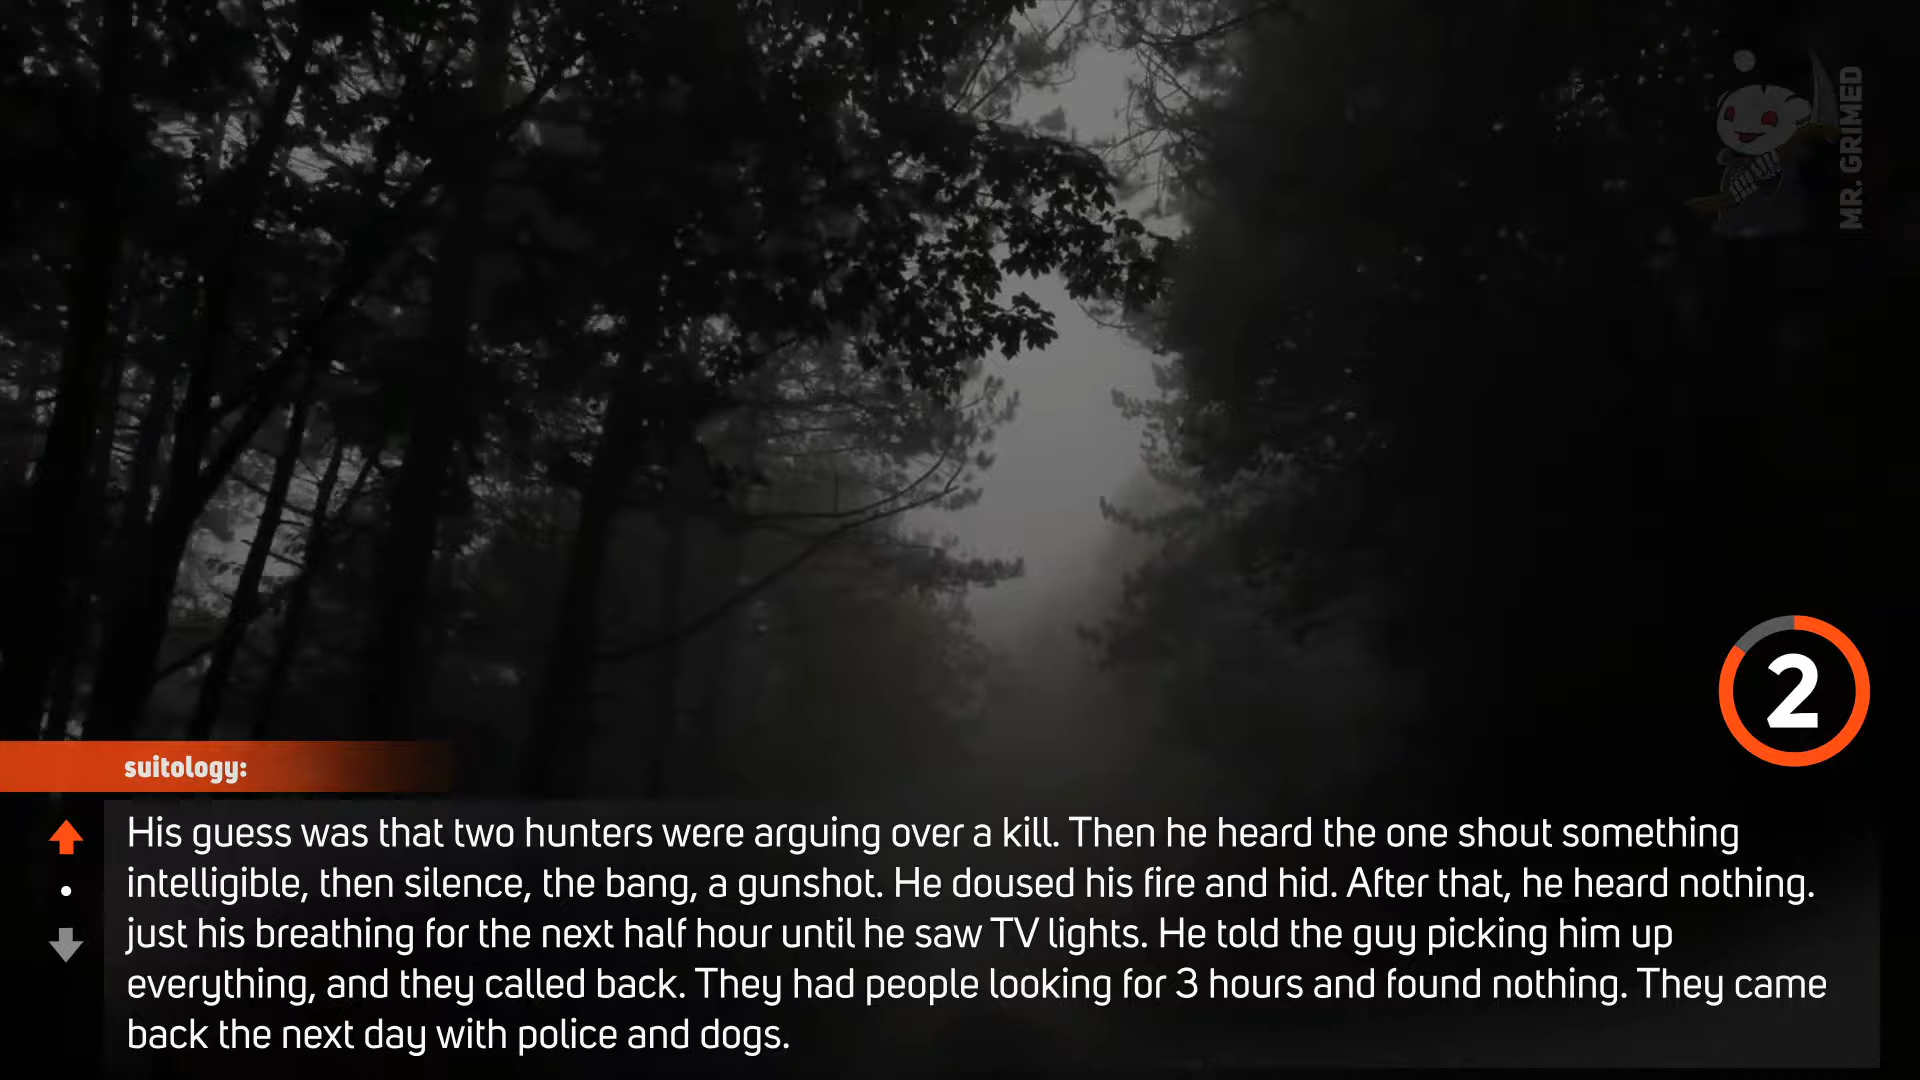 MR. GRIMED
2
suitology:
His guess was that two hunters were arguing over a kill. Then he heard the one shout something
intelligible, then silence, the bang, a gunshot. He doused his fire and hid. After that, he heard nothing.
just his breathing for the next half hour until he saw TV lights. He told the guy picking him up
everything, and they called back. They had people looking for 3 hours and found nothing. They came
back the next day with police and dogs.